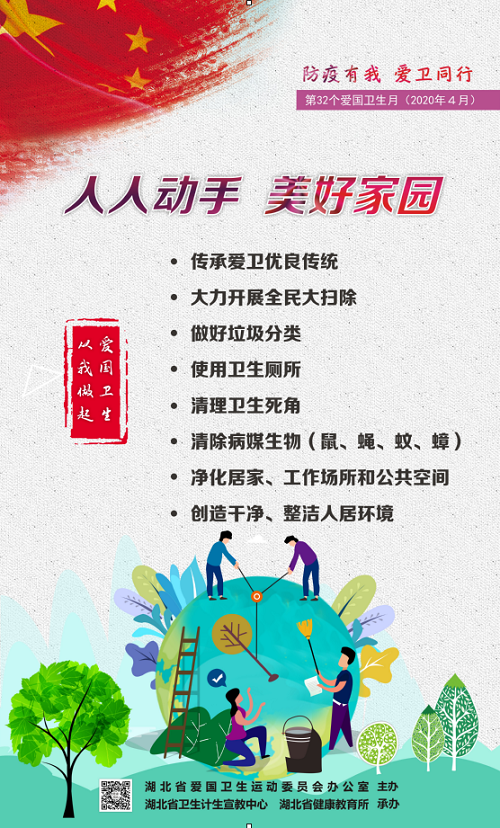 防疫有我 爱卫同行
第32个爱国卫生月（2020年4月）
人人动手 美好家园
• 传承爱卫优良传统
• 大力开展全民大扫除
• 做好垃圾分类
• 使用卫生厕所
• 清理卫生死角
• 清除病媒生物（鼠、蝇、蚊、蟑）
• 净化居家、工作场所和公共空间
• 创造干净、整洁人居环境
爱国卫生
从我做起
湖北省爱国卫生运动委员会办公室 主办
湖北省卫生计生宣教中心 湖北省健康教育所 承办